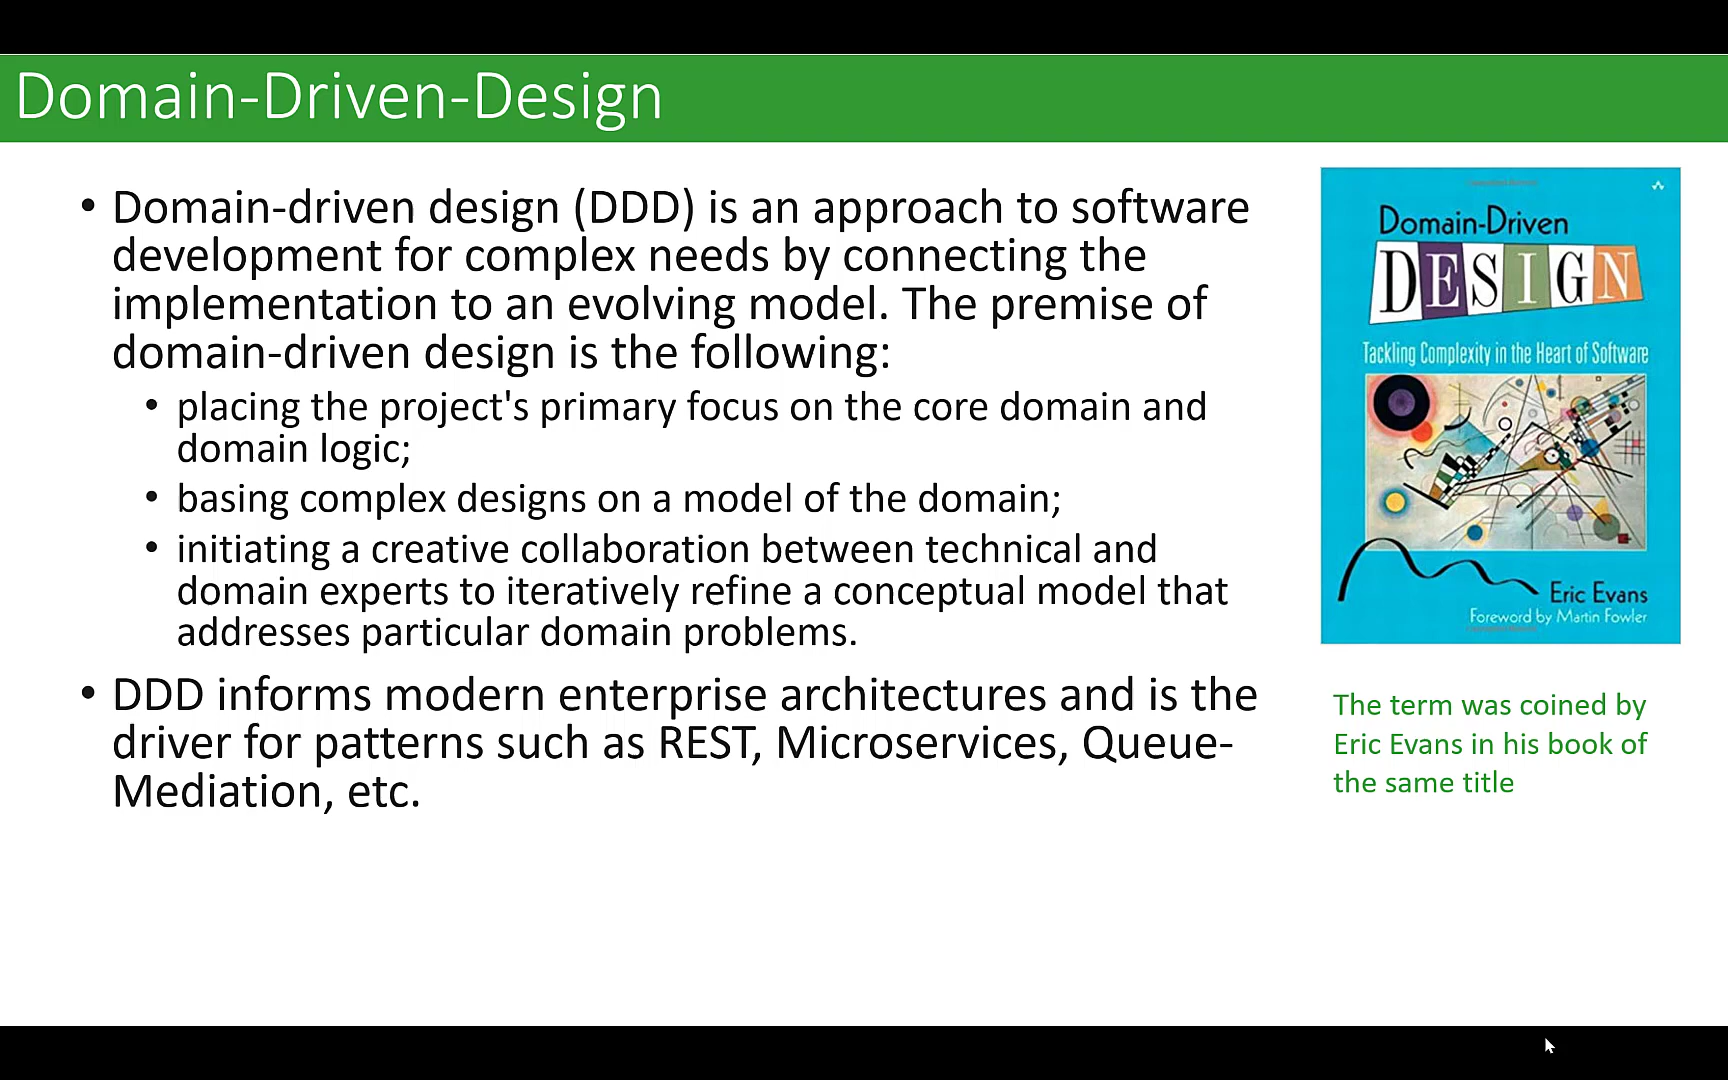 Domain-Driven-Design
• Domain-driven design (DDD) is an approach to software
development for complex needs by connecting the
implementation to an evolving model. The premise of
domain-driven design is the following:
• placing the project's primary focus on the core domain and
domain logic;
• basing complex designs on a model of the domain;
• initiating a creative collaboration between technical and
domain experts to iteratively refine a conceptual model that
addresses particular domain problems.
• DDD informs modern enterprise architectures and is the
driver for patterns such as REST, Microservices, Queue-
Mediation, etc.
Domain-Driven
DESIGN
Tackling Complexity in the Heart of Software
Eric Evans
Foreword by Martin Fowler
The term was coined by
Eric Evans in his book of
the same title